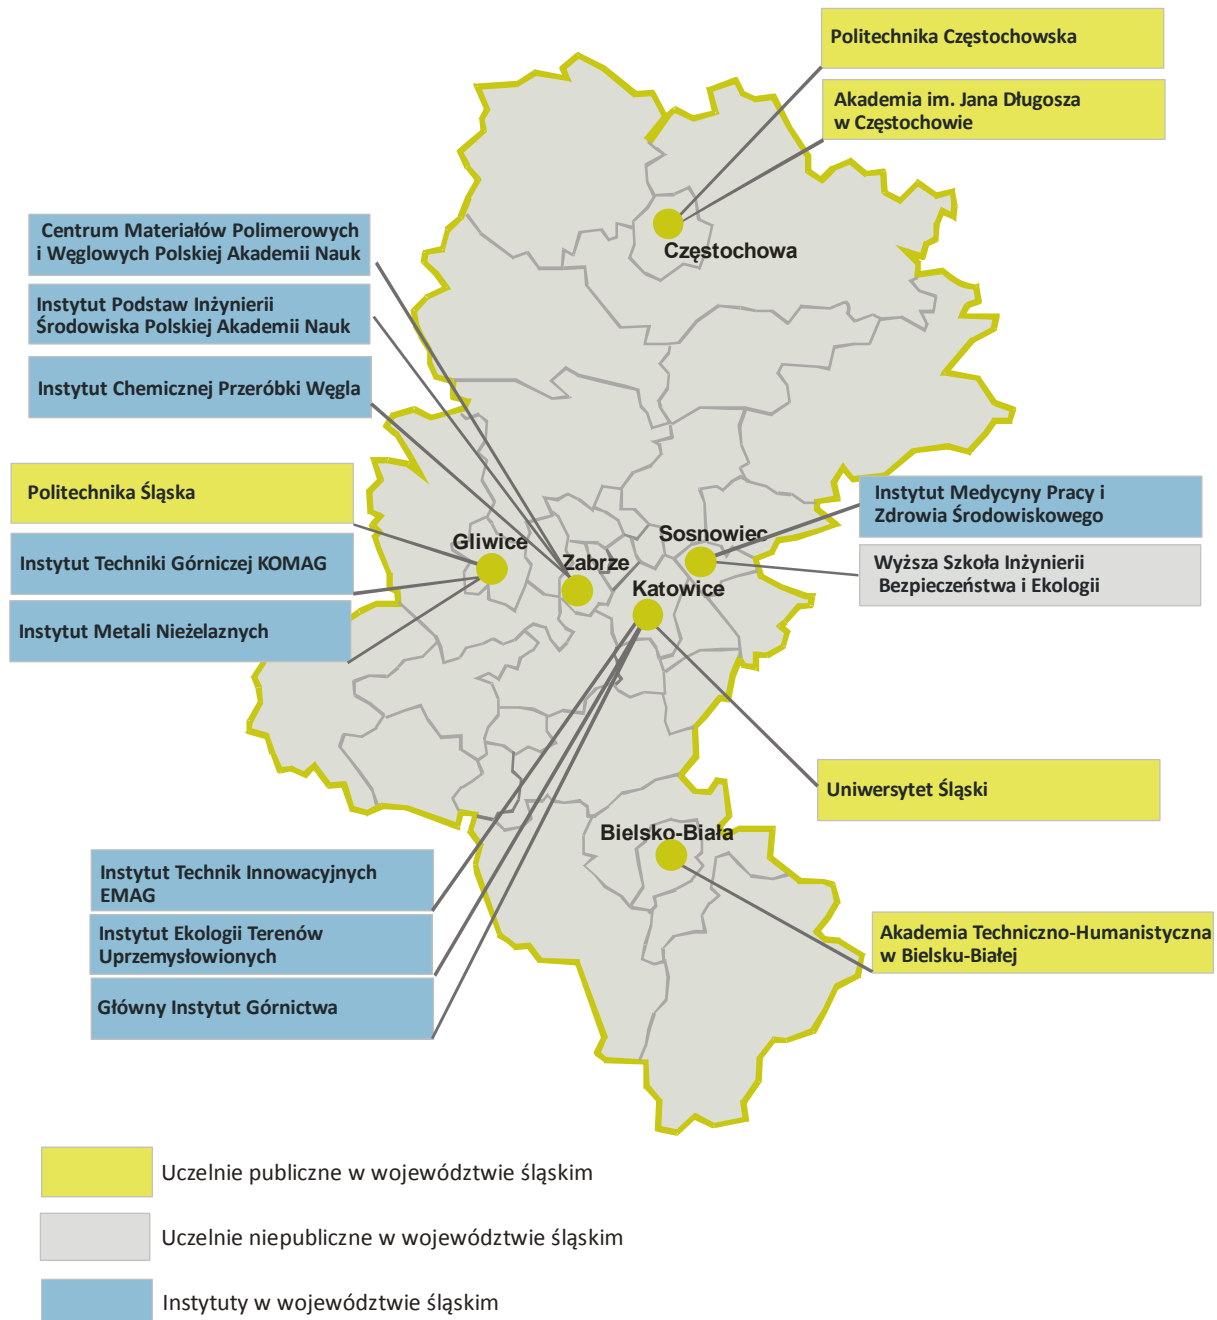 Politechnika Częstochowska
Akademia im. Jana Długosza
w Częstochowie
Częstochowa
Centrum Materiałów Polimerowych
i Węglowych Polskiej Akademii Nauk
Instytut Podstaw Inżynierii
Środowiska Polskiej Akademii Nauk
Instytut Chemicznej Przeróbki Węgla
Politechnika Śląska
Instytut Techniki Górniczej KOMAG
Instytut Metali Nieżelaznych
Gliwice
Zabrze
Sosnowiec
Katowice
Instytut Medycyny Pracy i
Zdrowia Środowiskowego
Wyższa Szkoła Inżynierii
Bezpieczeństwa i Ekologii
Uniwersytet Śląski
Bielsko-Biała
Instytut Technik Innowacyjnych
EMAG
Instytut Ekologii Terenów
Uprzemysłowionych
Główny Instytut Górnictwa
Akademia Techniczno-Humanistyczna
w Bielsku-Białej
Uczelnie publiczne w województwie śląskim
Uczelnie niepubliczne w województwie śląskim
Instytuty w województwie śląskim